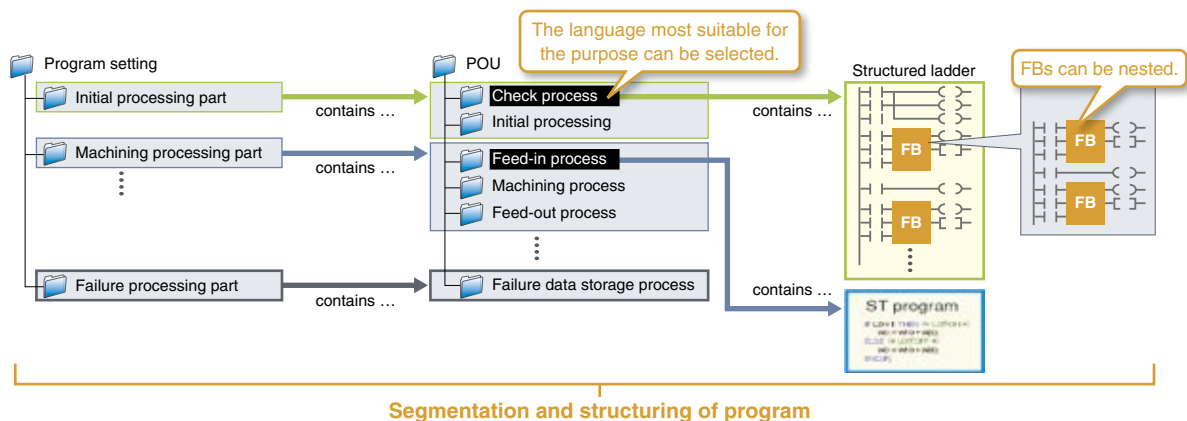 The language most suitable for
the purpose can be selected.
Program setting
POU
Structured ladder
FBs can be nested.
Initial processing part
contains ...
Check process
contains ...
Initial processing
Machining processing part
contains ...
Feed-in process
Machining process
Feed-out process
FB
FB
FB
FB
Failure processing part
contains ...
Failure data storage process
contains ...
ST program
Segmentation and structuring of program